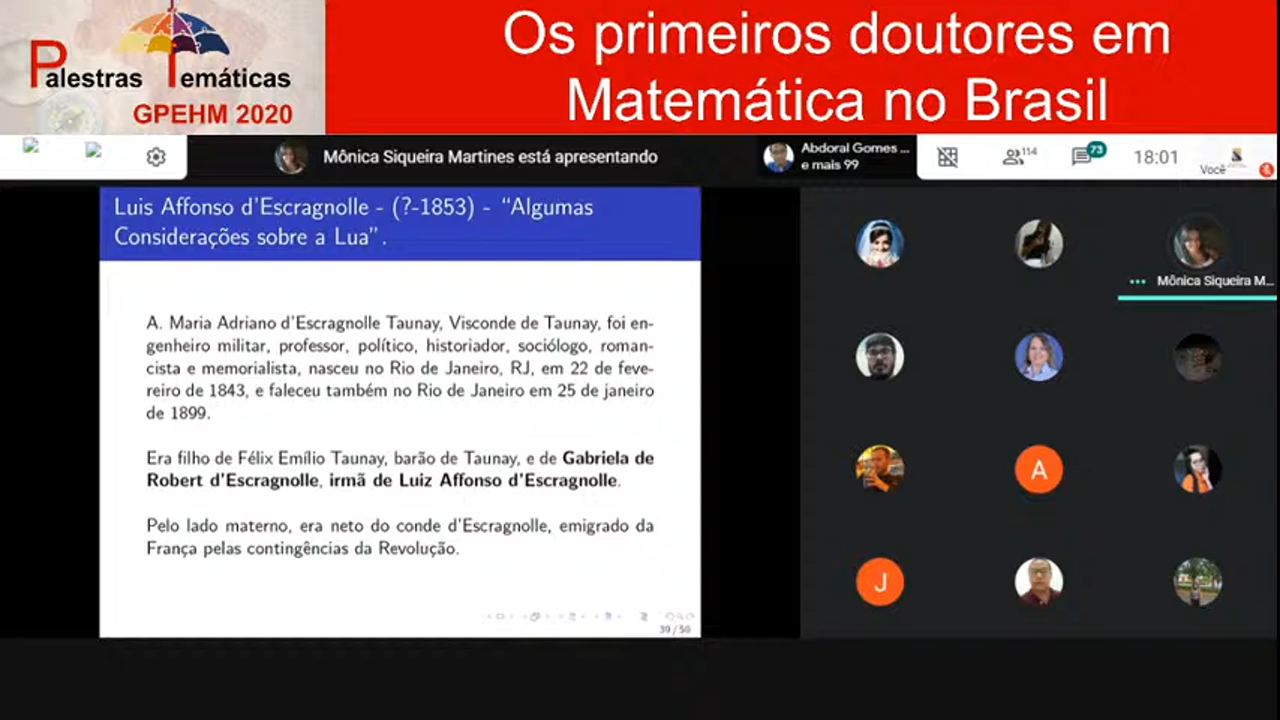 Palestras Temáticas
GPEHM 2020
Os primeiros doutores em
Matemática no Brasil
Mônica Siqueira Martines está apresentando
Abdoral Gomes ...
e mais 99
114
73
18:01
Você
Luis Affonso d'Escragnolle - (?-1853) - “Algumas
Considerações sobre a Lua”.
A. Maria Adriano d'Escragnolle Taunay, Visconde de Taunay, foi en-
genheiro militar, professor, político, historiador, sociólogo, roman-
cista e memorialista, nasceu no Rio de Janeiro, RJ, em 22 de feve-
reiro de 1843, e faleceu também no Rio de Janeiro em 25 de janeiro
de 1899.
Era filho de Félix Emílio Taunay, barão de Taunay, e de Gabriela de
Robert d'Escragnolle, irmã de Luiz Affonso d'Escragnolle.
Pelo lado materno, era neto do conde d'Escragnolle, emigrado da
França pelas contingências da Revolução.
39/50
Mônica Siqueira M...
A
J